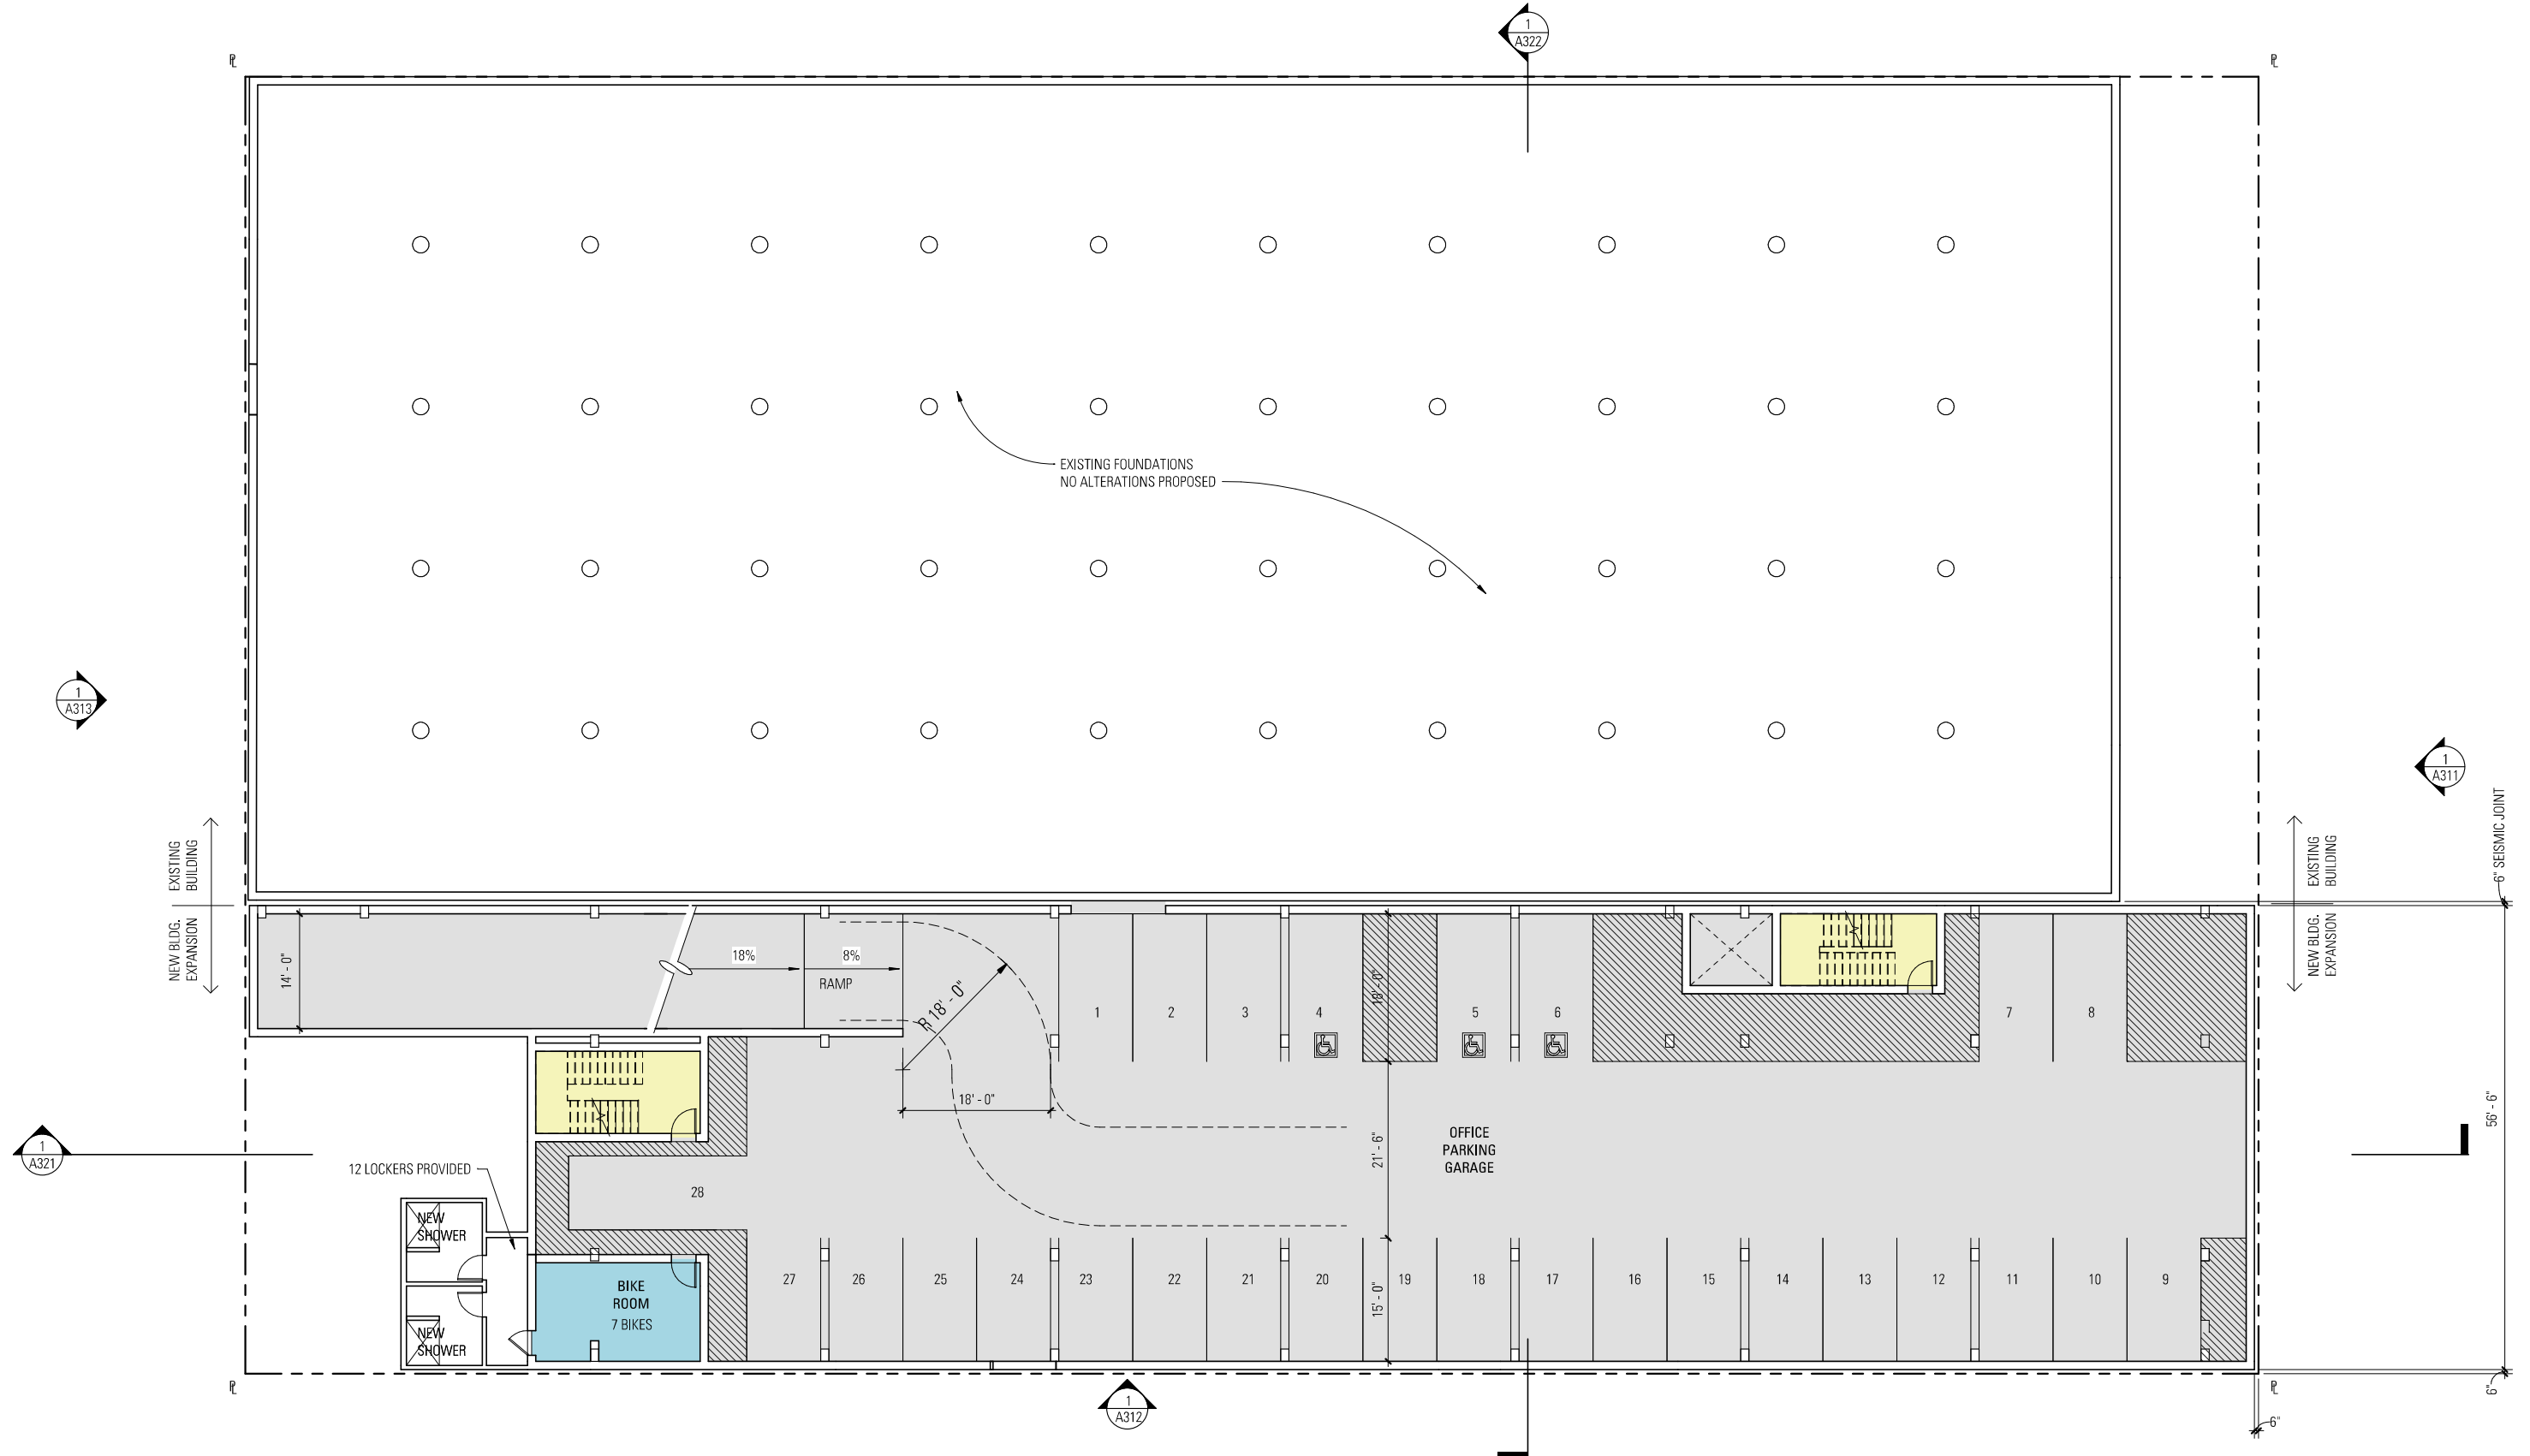 1
A322
PL
PL
EXISTING FOUNDATIONS
NO ALTERATIONS PROPOSED
1
A313
1
A311
6" SEISMIC JOINT
EXISTING
BUILDING
NEW BLDG.
EXPANSION
EXISTING
BUILDING
NEW BLDG.
EXPANSION
14' - 0"
18%
8%
RAMP
R 18' - 0"
18' - 0"
18'-0"
1
2
3
4
5
6
7
8
21' - 6"
OFFICE
PARKING
GARAGE
56' - 6"
1
A321
12 LOCKERS PROVIDED
28
NEW
SHOWER
NEW
SHOWER
BIKE
ROOM
7 BIKES
27
26
25
24
23
22
21
20
19
18
17
16
15
14
13
12
11
10
9
15' - 0"
PL
PL
6"
6"
1
A312